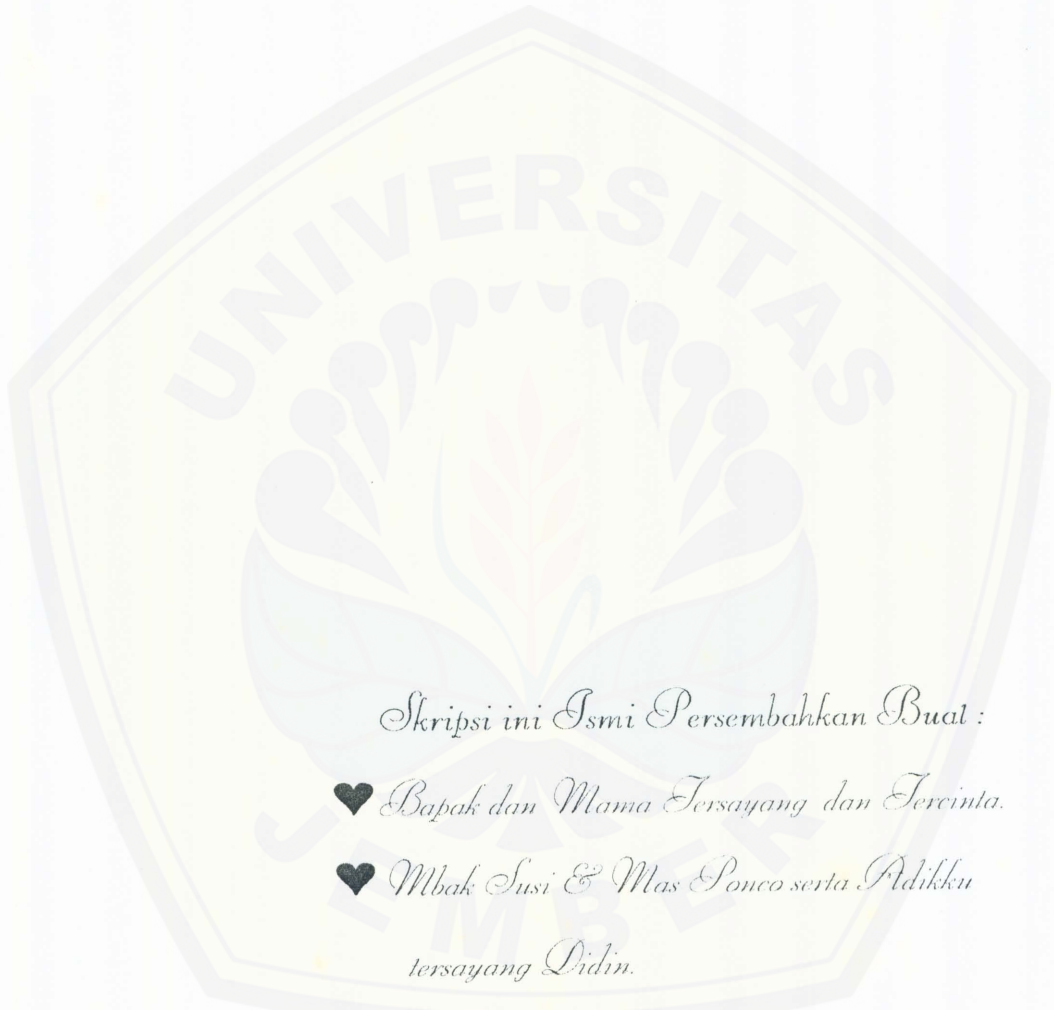 UNIVERSITAS
Skripsi ini Ismi Persembahkan Buat :
♥ Bapak dan Mama Tersayang dan Tercinta.
♥ Mbak Susi & Mas Ponco serta Adikku
tersayang Didin.
JEMBER